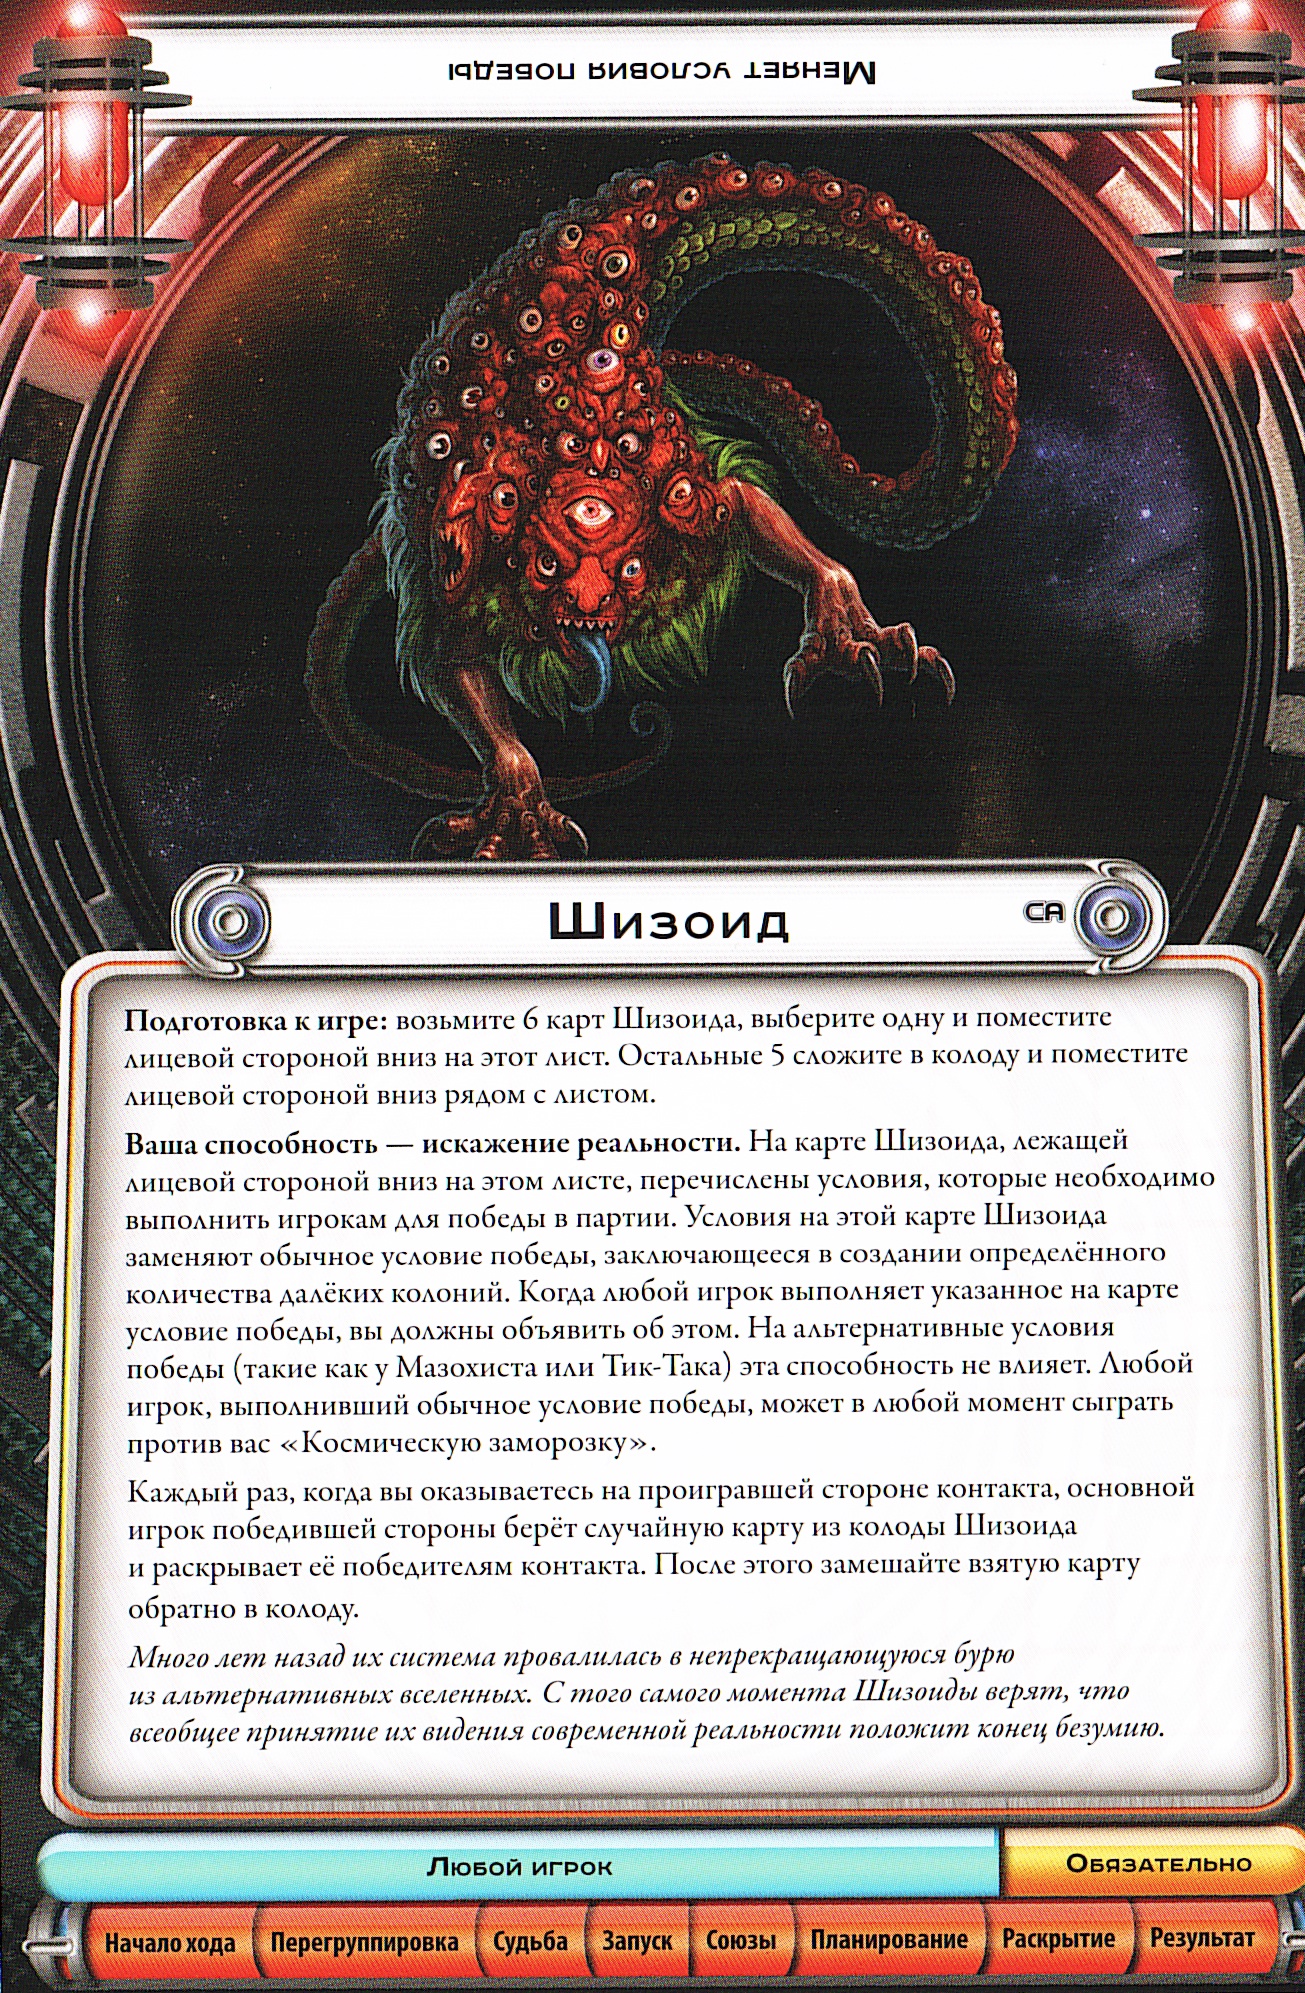 Меняет условия победы
Шизоид
CA
Подготовка к игре: возьмите 6 карт Шизоида, выберите одну и поместите
лицевой стороной вниз на этот лист. Остальные 5 сложите в колоду и поместите
лицевой стороной вниз рядом с листом.
Ваша способность — искажение реальности. На карте Шизоида, лежащей
лицевой стороной вниз на этом листе, перечислены условия, которые необходимо
выполнить игрокам для победы в партии. Условия на этой карте Шизоида
заменяют обычное условие победы, заключающееся в создании определённого
количества далёких колоний. Когда любой игрок выполняет указанное на карте
условие победы, вы должны объявить об этом. На альтернативные условия
победы (такие как у Мазохиста или Тик-Така) эта способность не влияет. Любой
игрок, выполнивший обычное условие победы, может в любой момент сыграть
против вас «Космическую заморозку».
Каждый раз, когда вы оказываетесь на проигравшей стороне контакта, основной
игрок победившей стороны берёт случайную карту из колоды Шизоида
и раскрывает её победителям контакта. После этого замешайте взятую карту
обратно в колоду.
Много лет назад их система провалилась в непрекращающуюся бурю
из альтернативных вселенных. С того самого момента Шизоиды верят, что
всеобщее принятие их видения современной реальности положит конец безумию.
Любой игрок
Обязательно
Начало хода Перегруппировка Судьба Запуск Союзы Планирование Раскрытие Результат